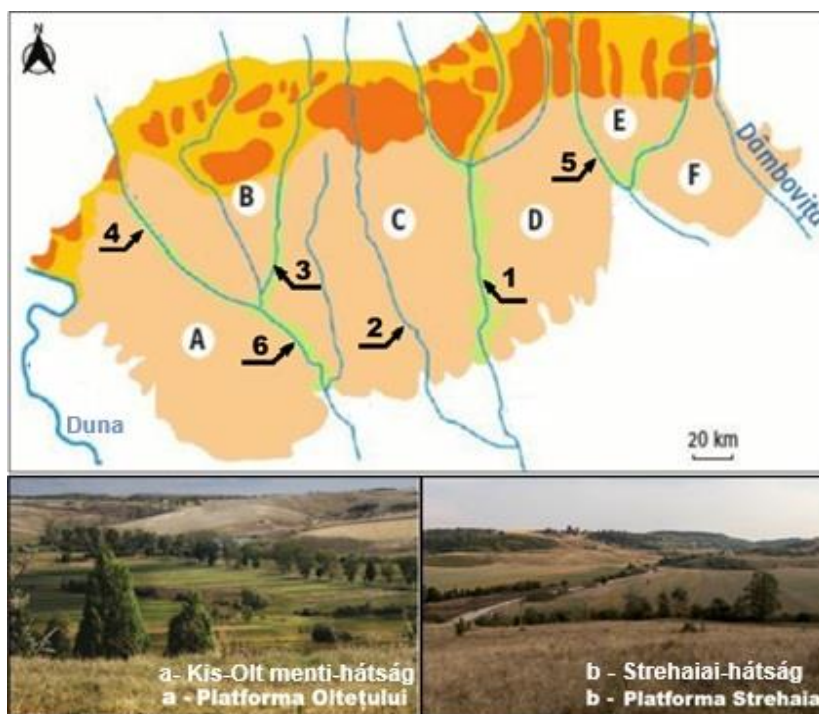 N
B
E
C
F
D
A
5
4
3
1
2
6
Dâmbovița
Duna
20 km
a- Kis-Olt menti-hátság
a - Platforma Oltețului
b - Strehaiai-hátság
b - Platforma Strehaia